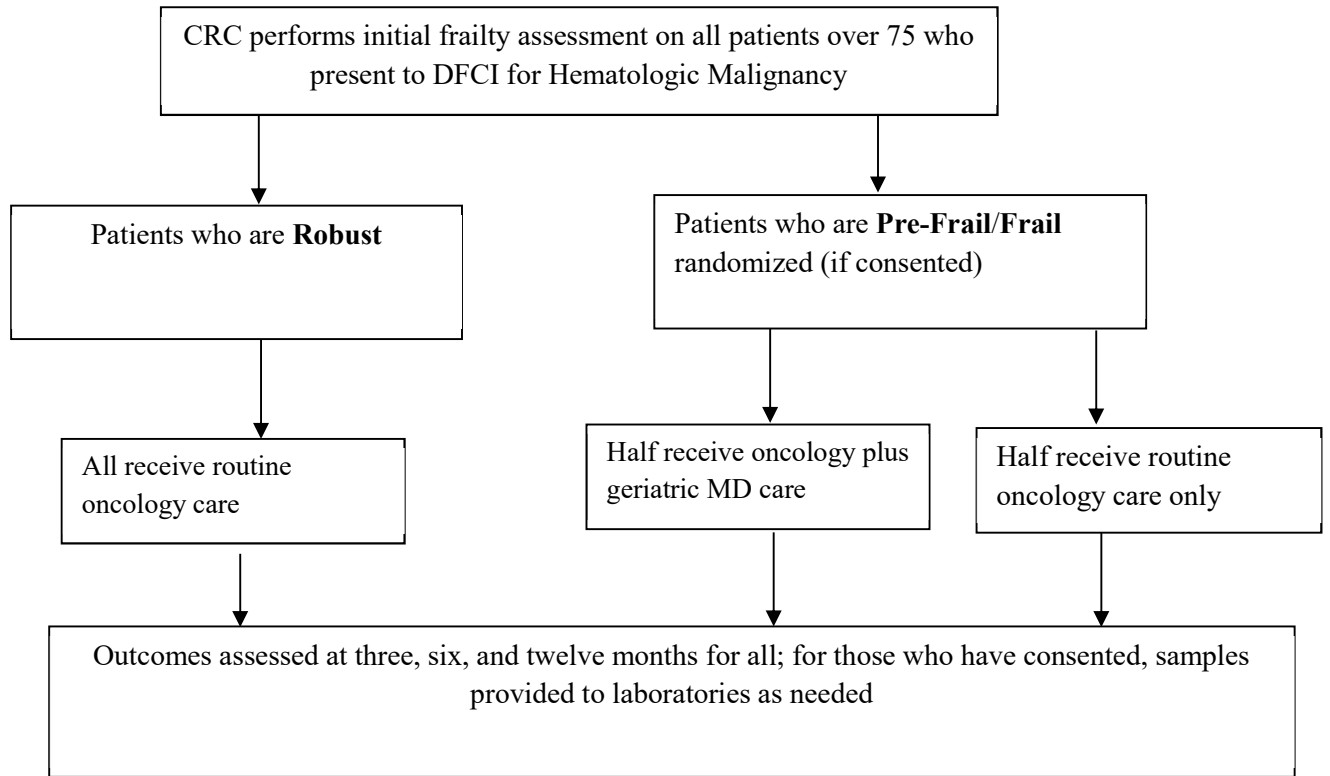 CRC performs initial frailty assessment on all patients over 75 who
present to DFCI for Hematologic Malignancy
Patients who are Robust
Patients who are Pre-Frail/Frail
randomized (if consented)
All receive routine
oncology care
Half receive oncology plus
geriatric MD care
Half receive routine
oncology care only
Outcomes assessed at three, six, and twelve months for all; for those who have consented, samples
provided to laboratories as needed